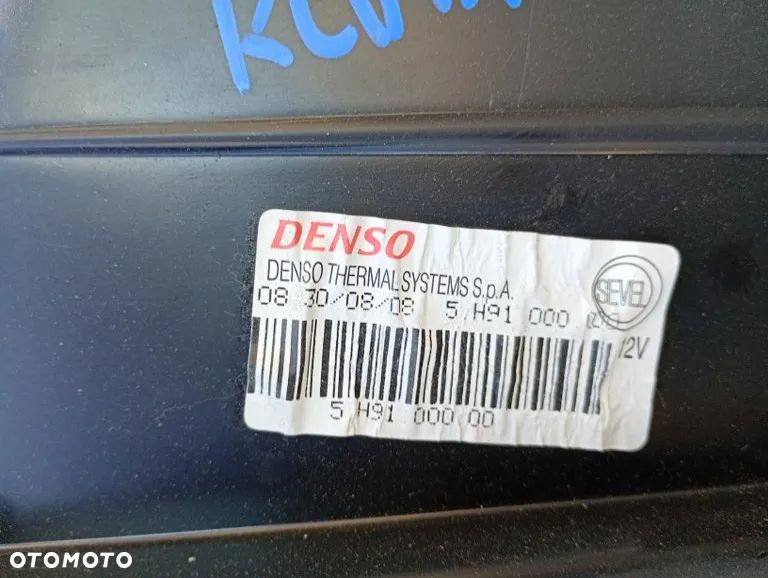 DENSO
DENSO THERMAL SYSTEMS S.p.A.
SEVEL
08 30/08/08 5.H91 000
12V
5 H91 000 00
OTOMOTO